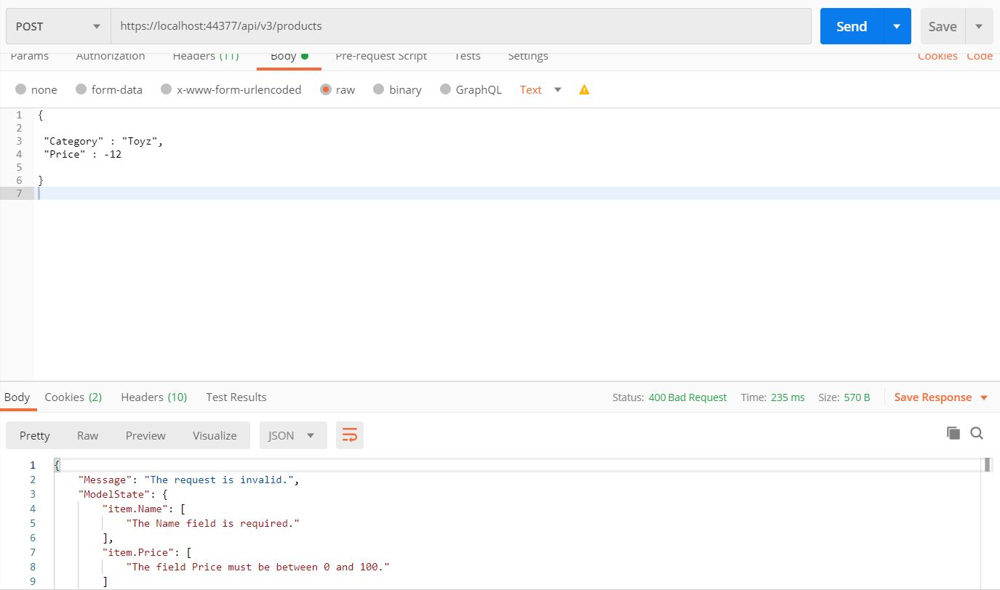 POST https://localhost:44377/api/v3/products Send Save
Params Authorization Headers (11) Body Pre-request Script Tests Settings Cookies Code
none form-data x-www-form-urlencoded raw binary GraphQL Text
1 {
2
3 "Category" : "Toyz",
4 "Price" : -12
5
6 }
7
Body Cookies (2) Headers (10) Test Results Status: 400 Bad Request Time: 235 ms Size: 570 B Save Response
Pretty Raw Preview Visualize JSON
1 {
2 "Message": "The request is invalid.",
3 "ModelState": {
4 "item.Name": [
5 "The Name field is required."
6 ],
7 "item.Price": [
8 "The field Price must be between 0 and 100."
9 ]